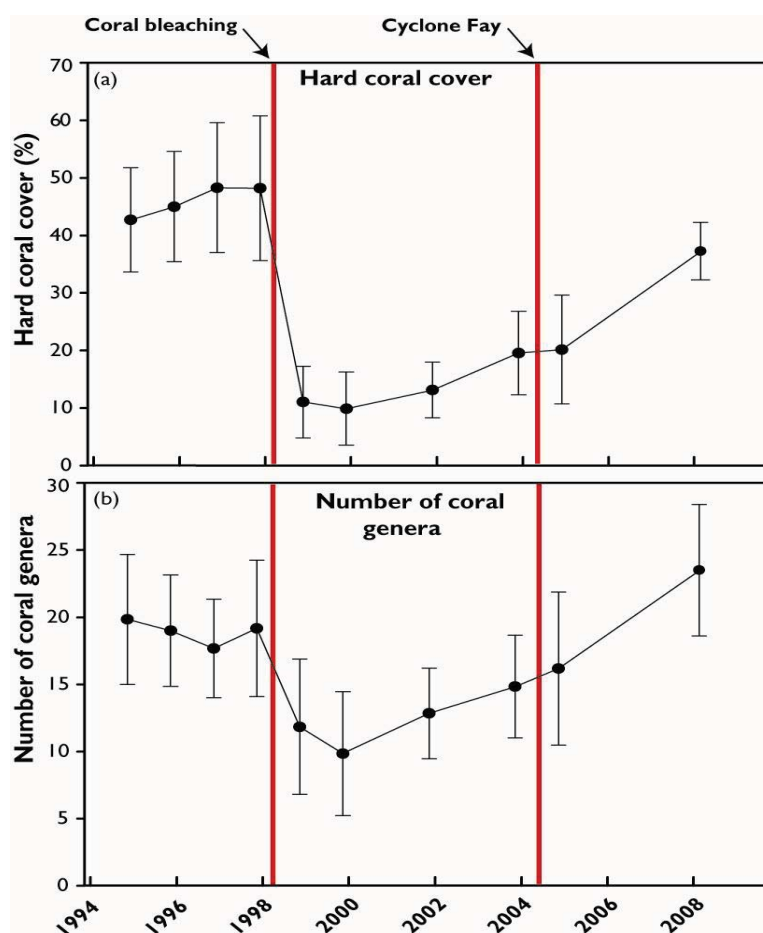 Coral bleaching
Cyclone Fay
(a)
Hard coral cover
Hard coral cover (%)
70
60
50
40
30
20
10
0
(b)
Number of coral
genera
Number of coral genera
30
25
20
15
10
5
0
1994
1996
1998
2000
2002
2004
2006
2008